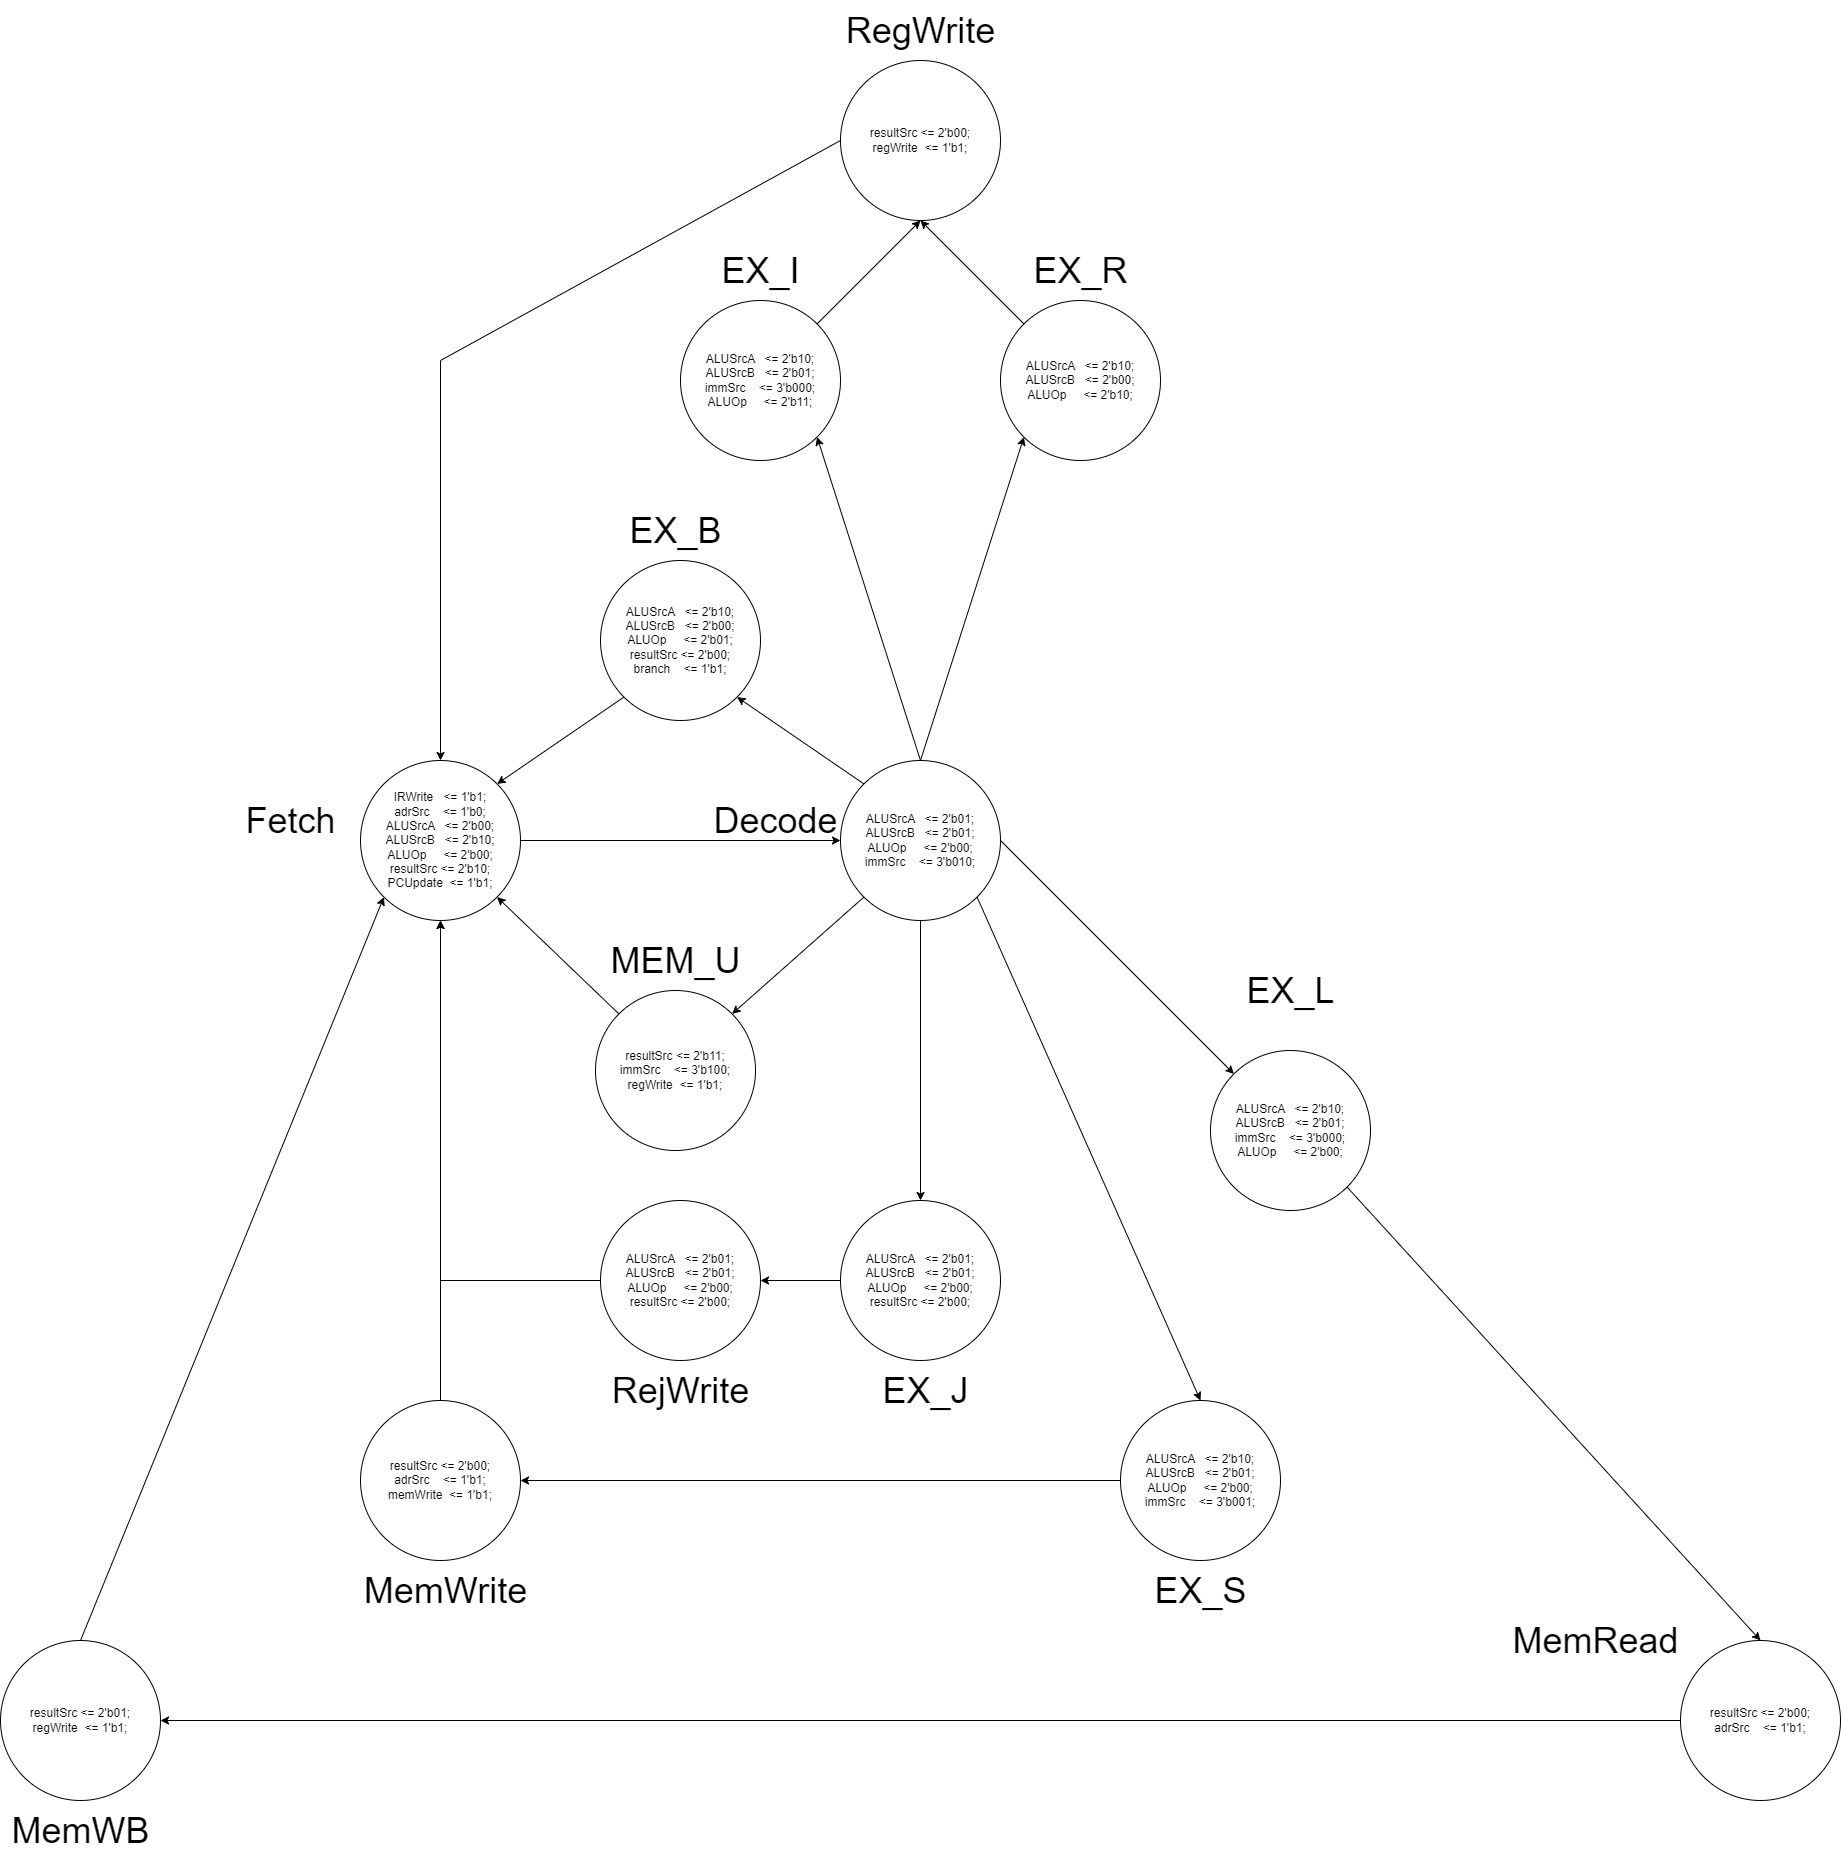 RegWrite
resultSrc <= 2'b00;
regWrite <= 1'b1;
EX_I
EX_R
ALUSrcA <= 2'b10;
ALUSrcB <= 2'b01;
immSrc <= 3'b000;
ALUOp <= 2'b11;
ALUSrcA <= 2'b10;
ALUSrcB <= 2'b00;
ALUOp <= 2'b10;
EX_B
ALUSrcA <= 2'b10;
ALUSrcB <= 2'b00;
ALUOp <= 2'b01;
resultSrc <= 2'b00;
branch <= 1'b1;
Fetch
IRWrite <= 1'b1;
adrSrc <= 1'b0;
ALUSrcA <= 2'b00;
ALUSrcB <= 2'b10;
ALUOp <= 2'b00;
resultSrc <= 2'b10;
PCUpdate <= 1'b1;
Decode
ALUSrcA <= 2'b01;
ALUSrcB <= 2'b01;
ALUOp <= 2'b00;
immSrc <= 3'b010;
MEM_U
resultSrc <= 2'b11;
immSrc <= 3'b100;
regWrite <= 1'b1;
EX_L
ALUSrcA <= 2'b10;
ALUSrcB <= 2'b01;
immSrc <= 3'b000;
ALUOp <= 2'b00;
ALUSrcA <= 2'b01;
ALUSrcB <= 2'b01;
ALUOp <= 2'b00;
resultSrc <= 2'b00;
RejWrite
ALUSrcA <= 2'b01;
ALUSrcB <= 2'b01;
ALUOp <= 2'b00;
resultSrc <= 2'b00;
EX_J
resultSrc <= 2'b00;
adrSrc <= 1'b1;
memWrite <= 1'b1;
MemWrite
ALUSrcA <= 2'b10;
ALUSrcB <= 2'b01;
ALUOp <= 2'b00;
immSrc <= 3'b001;
EX_S
MemRead
resultSrc <= 2'b01;
regWrite <= 1'b1;
MemWB
resultSrc <= 2'b00;
adrSrc <= 1'b1;